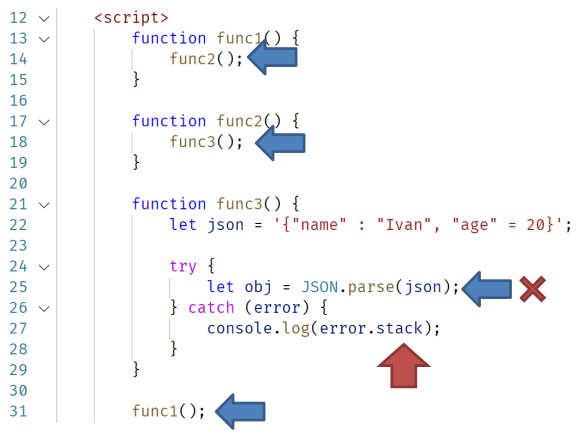 12 <script>
13 function func1() {
14 func2();
15 }
16
17 function func2() {
18 func3();
19 }
20
21 function func3() {
22 let json = '{"name" : "Ivan", "age" = 20}';
23
24 try {
25 let obj = JSON.parse(json);
26 } catch (error) {
27 console.log(error.stack);
28 }
29 }
30
31 func1();